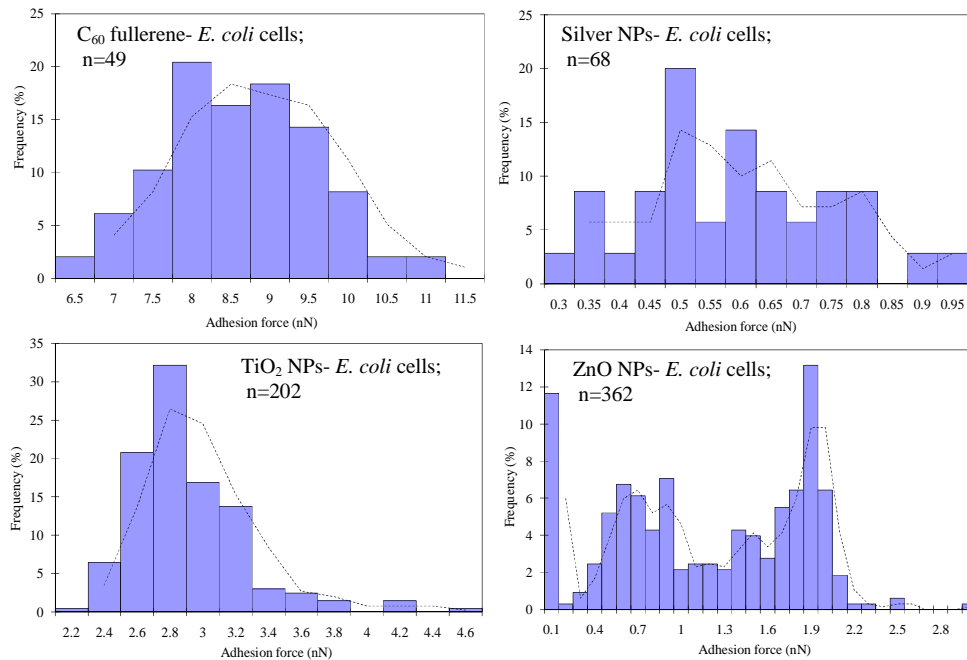 C60 fullerene- E. coli cells;
n=49
Frequency (%)
25
20
15
10
5
0
6.5 7 7.5 8 8.5 9 9.5 10 10.5 11 11.5
Adhesion force (nN)
Silver NPs- E. coli cells;
n=68
Frequency (%)
25
20
15
10
5
0
0.3 0.35 0.4 0.45 0.5 0.55 0.6 0.65 0.7 0.75 0.8 0.85 0.9 0.95
Adhesion force (nN)
TiO2 NPs- E. coli cells;
n=202
Frequency (%)
35
30
25
20
15
10
5
0
2.2 2.4 2.6 2.8 3 3.2 3.4 3.6 3.8 4 4.2 4.4 4.6
Adhesion force (nN)
ZnO NPs- E. coli cells;
n=362
Frequency (%)
14
12
10
8
6
4
2
0
0.1 0.4 0.7 1 1.3 1.6 1.9 2.2 2.5 2.8
Adhesion force (nN)